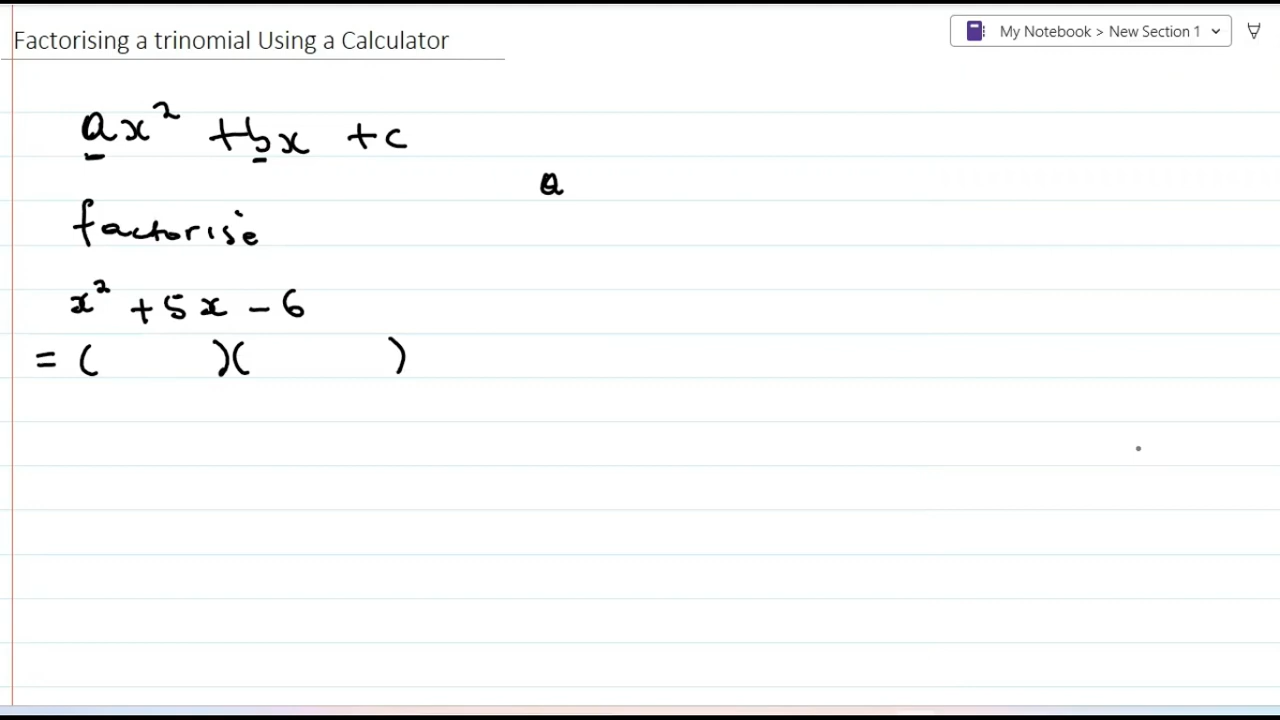 Factorising a trinomial Using a Calculator
My Notebook > New Section 1
ax² + bx + c
a
factorise
x² + 5x - 6
= ( )( )